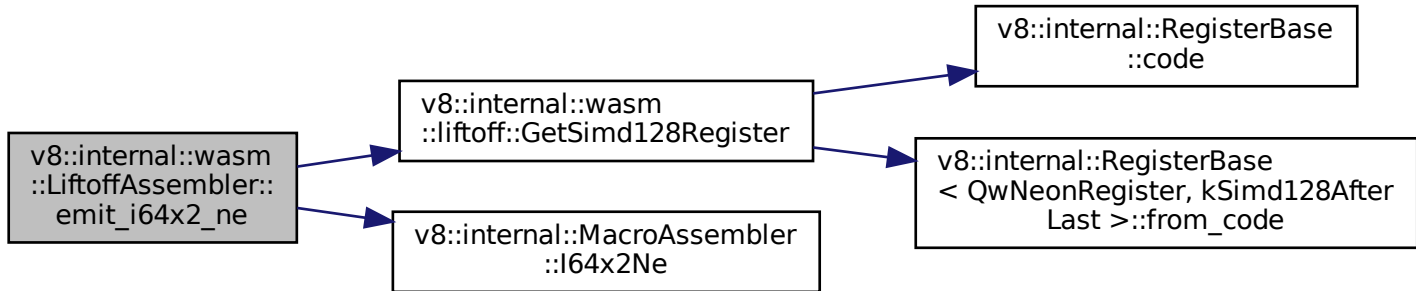 v8::internal::wasm
::LiftoffAssembler::
emit_i64x2_ne
v8::internal::wasm
::liftoff::GetSimd128Register
v8::internal::MacroAssembler
::I64x2Ne
v8::internal::RegisterBase
::code
v8::internal::RegisterBase
< QwNeonRegister, kSimd128After
Last >::from_code